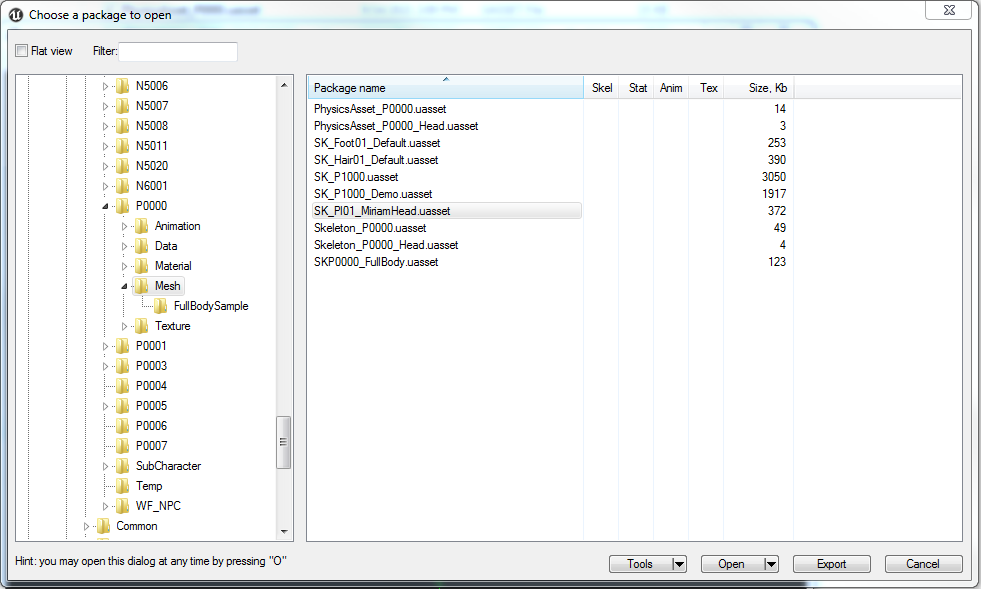 Choose a package to open
Flat view Filter:
N5006
N5007
N5008
N5011
N5020
N6001
P0000
Animation
Data
Material
Mesh
FullBodySample
Texture
P0001
P0003
P0004
P0005
P0006
P0007
SubCharacter
Temp
WF_NPC
Common
Package name Skel Stat Anim Tex Size, Kb
PhysicsAsset_P0000.uasset 14
PhysicsAsset_P0000_Head.uasset 3
SK_Foot01_Default.uasset 253
SK_Hair01_Default.uasset 390
SK_P1000.uasset 3050
SK_P1000_Demo.uasset 1917
SK_Pl01_MiriamHead.uasset 372
Skeleton_P0000.uasset 49
Skeleton_P0000_Head.uasset 4
SKP0000_FullBody.uasset 123
Hint: you may open this dialog at any time by pressing "O"
Tools Open Export Cancel